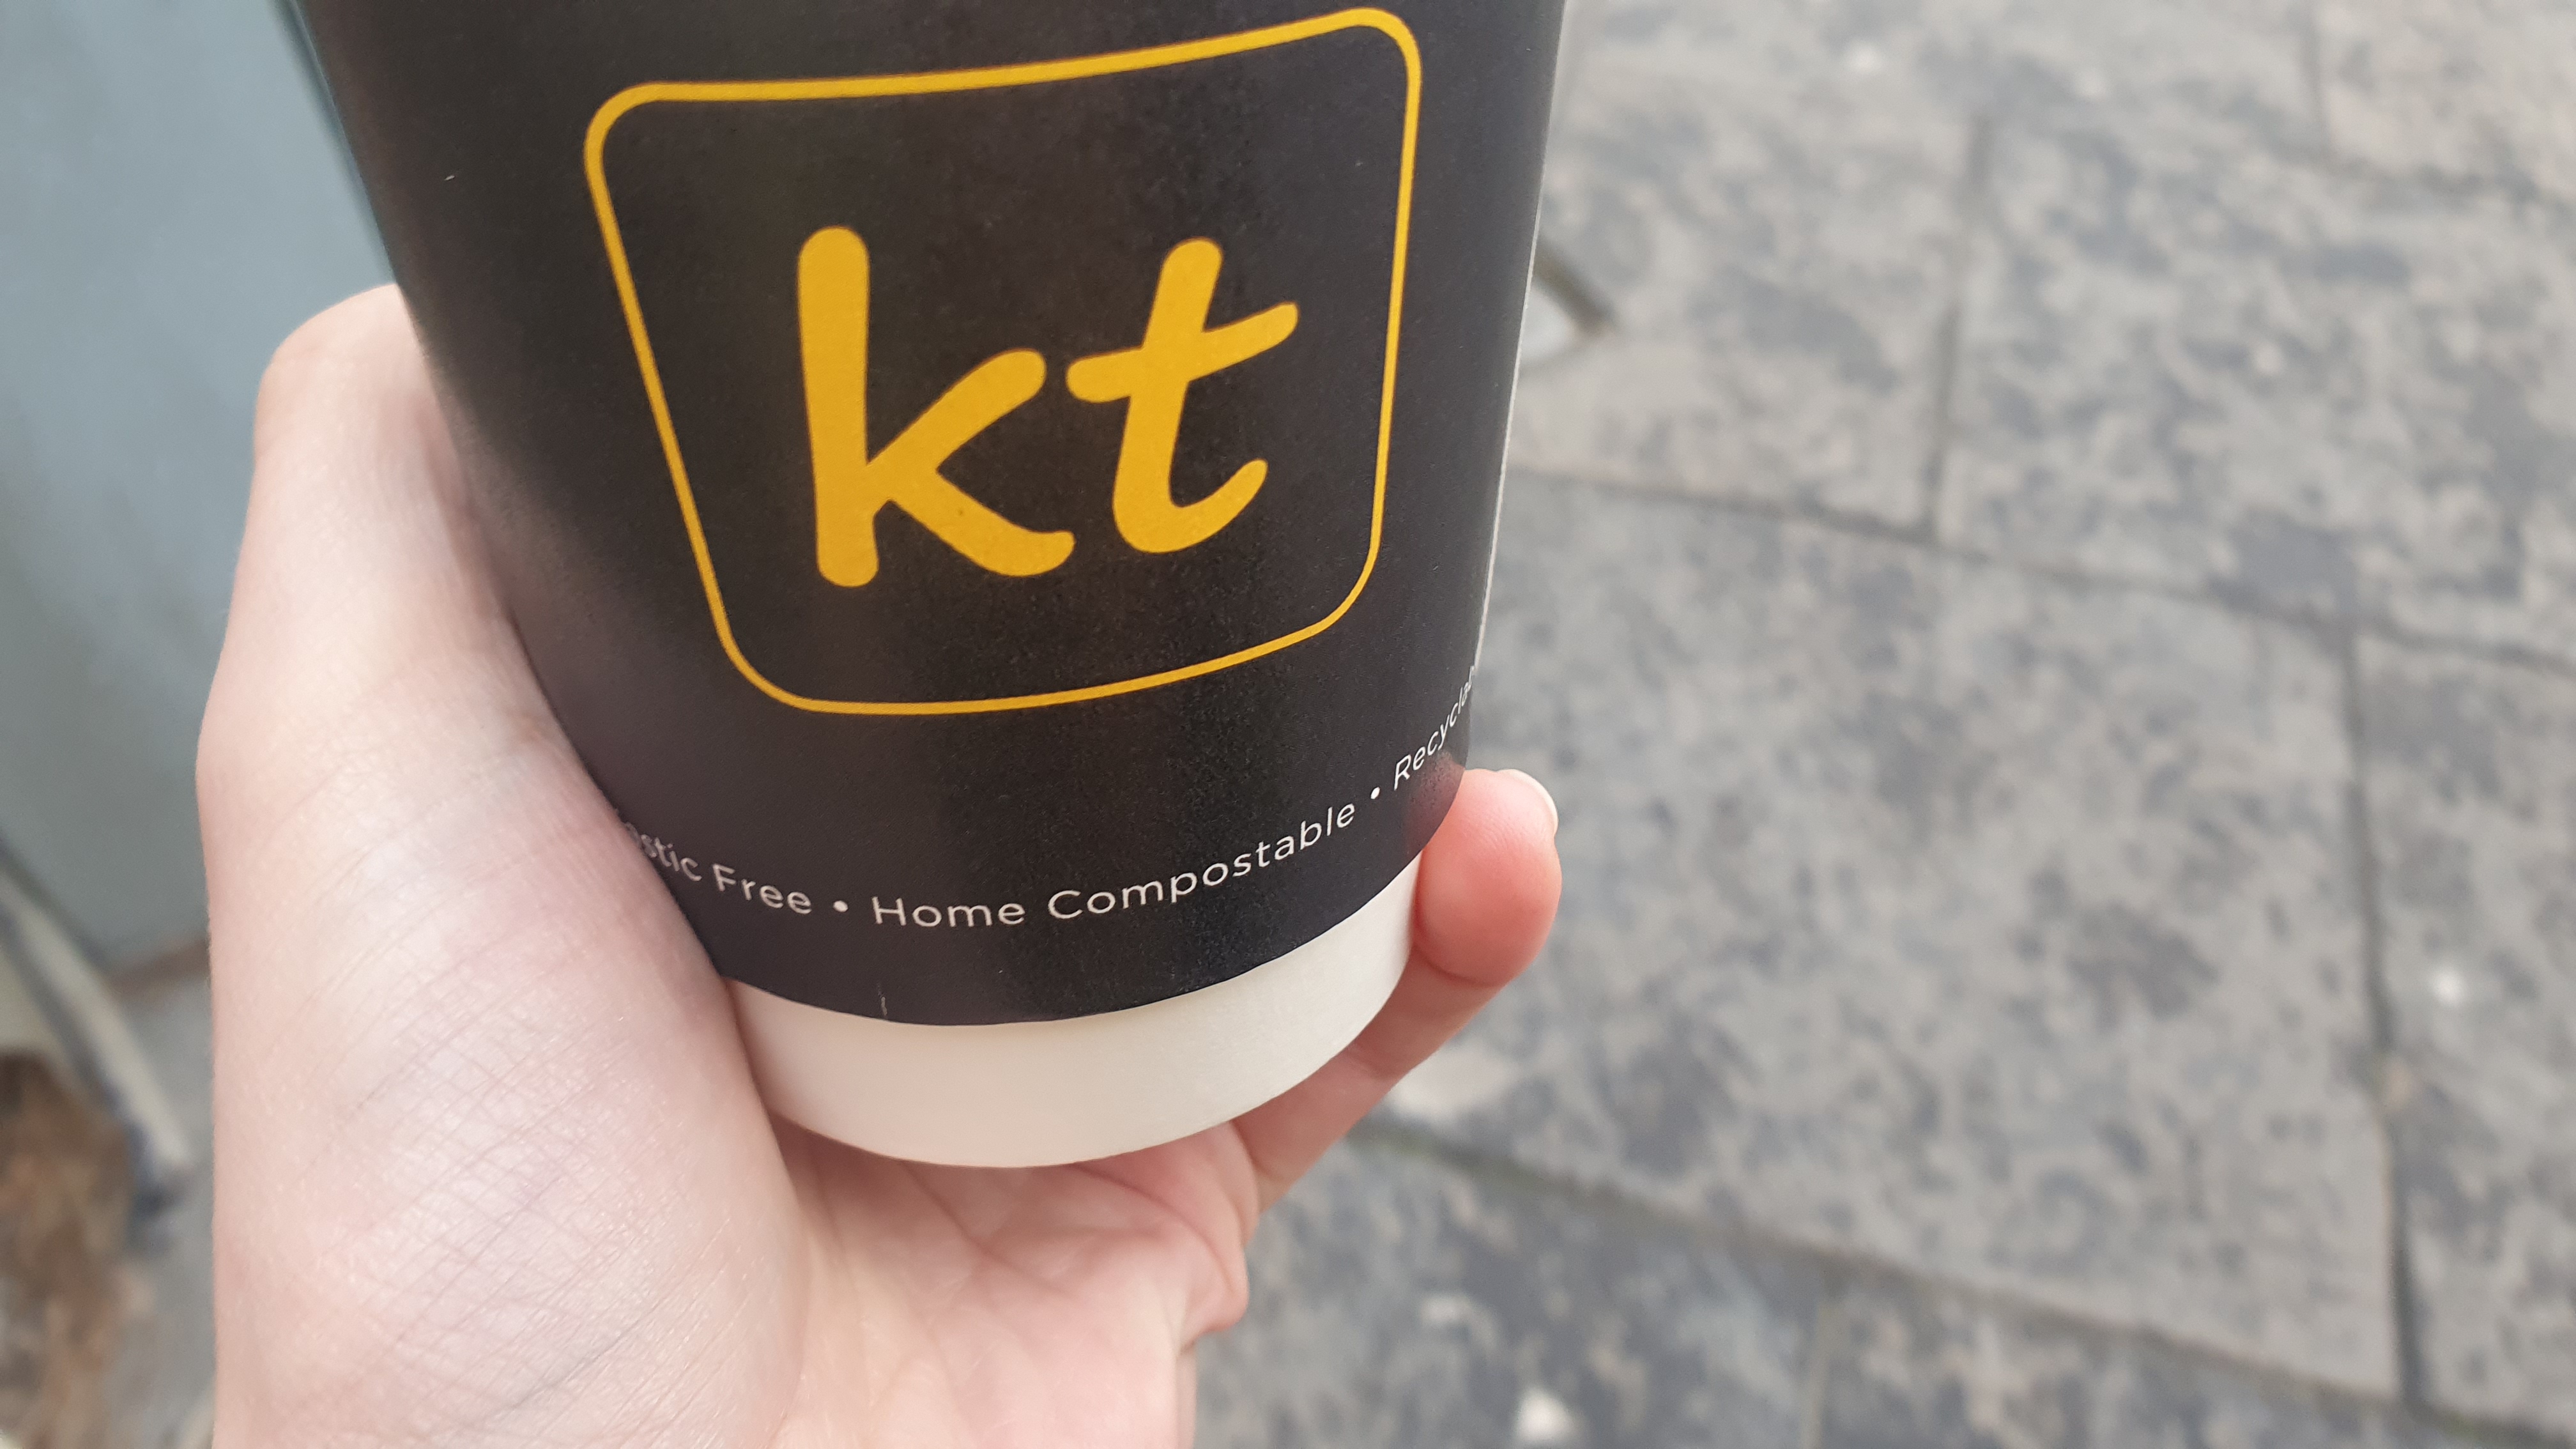 kt
Free • Home Compostable •